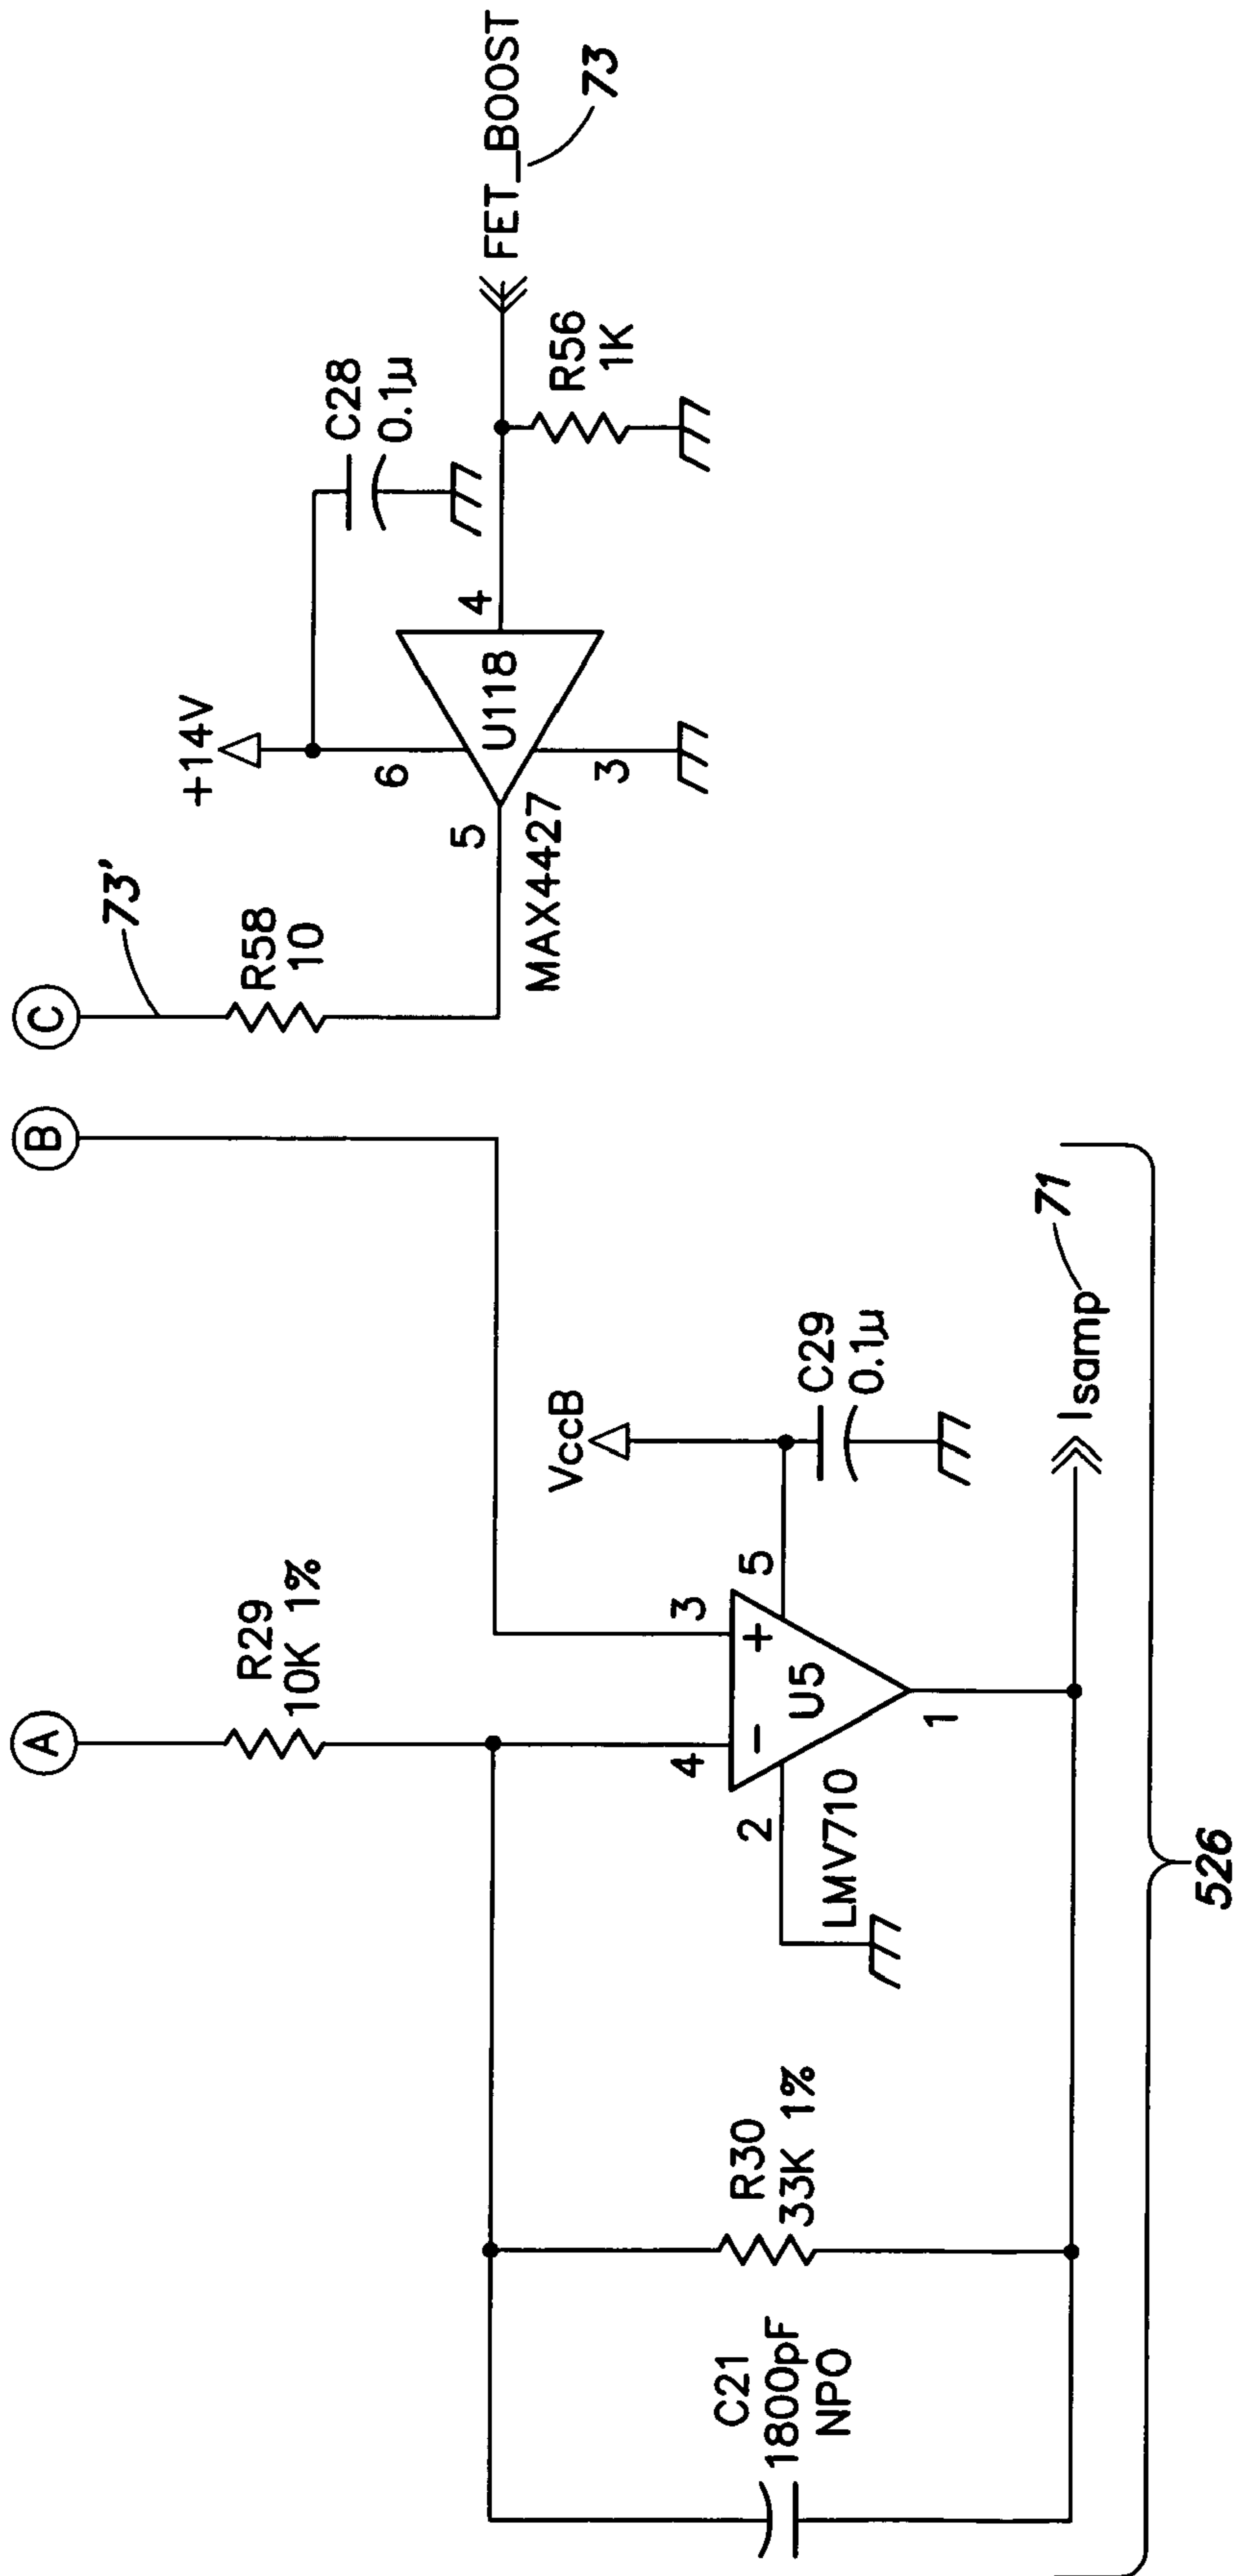 A
B
C
73'
R29
10K 1%
R58
10
+14V
C28
0.1µ
6
5
4
3
U118
MAX4427
FET_BOOST
73
R56
1K
VccB
C29
0.1µ
4
3
-
+
U5
5
2
1
LMV710
C21
1800pF
NPO
R30
33K 1%
Isamp
71
526